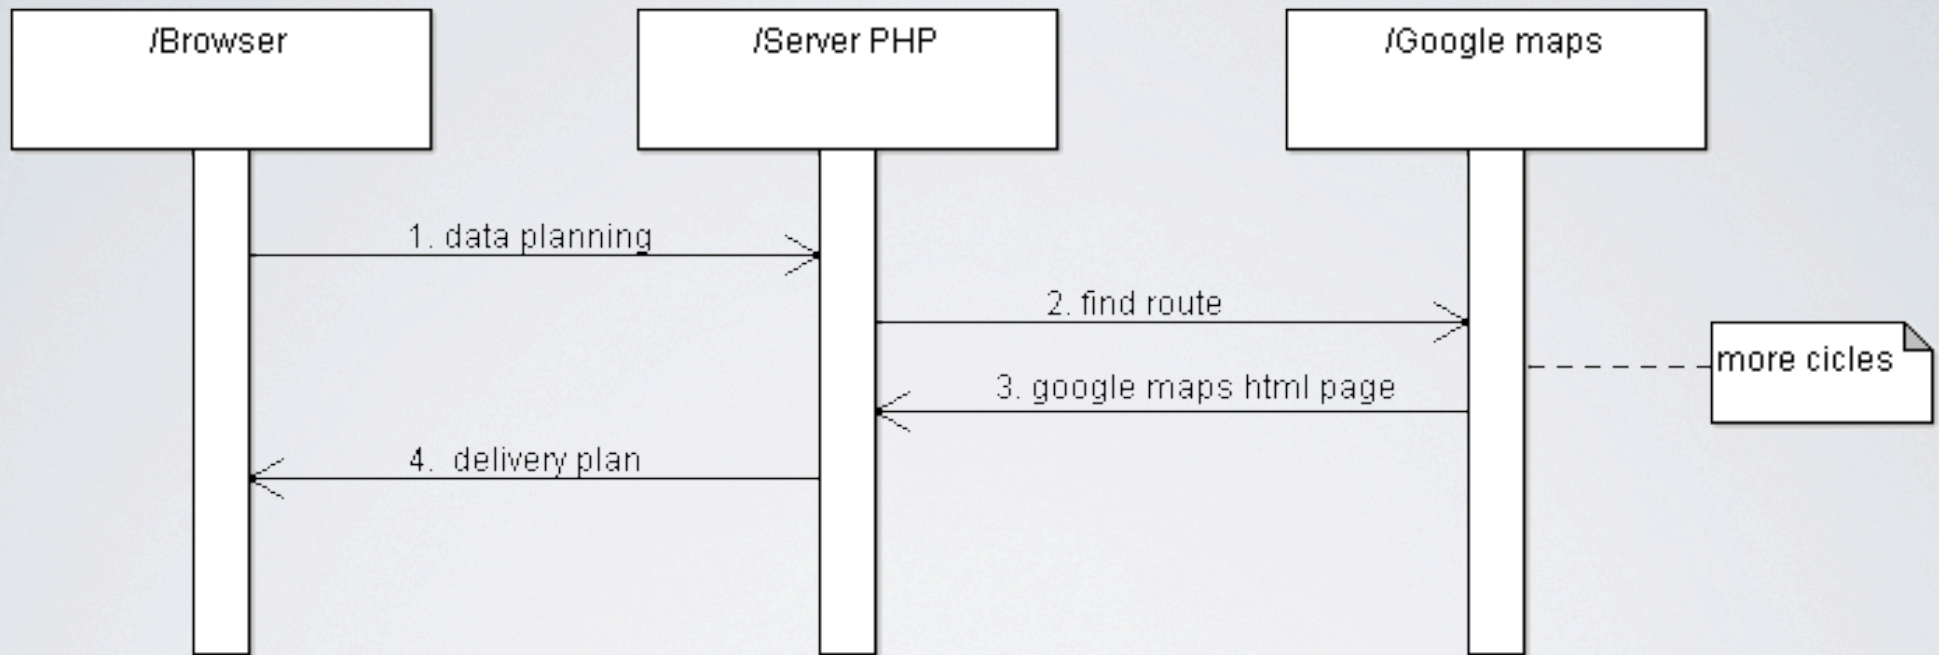 /Browser
/Server PHP
/Google maps
1. data planning
2. find route
more cicles
3. google maps html page
4. delivery plan